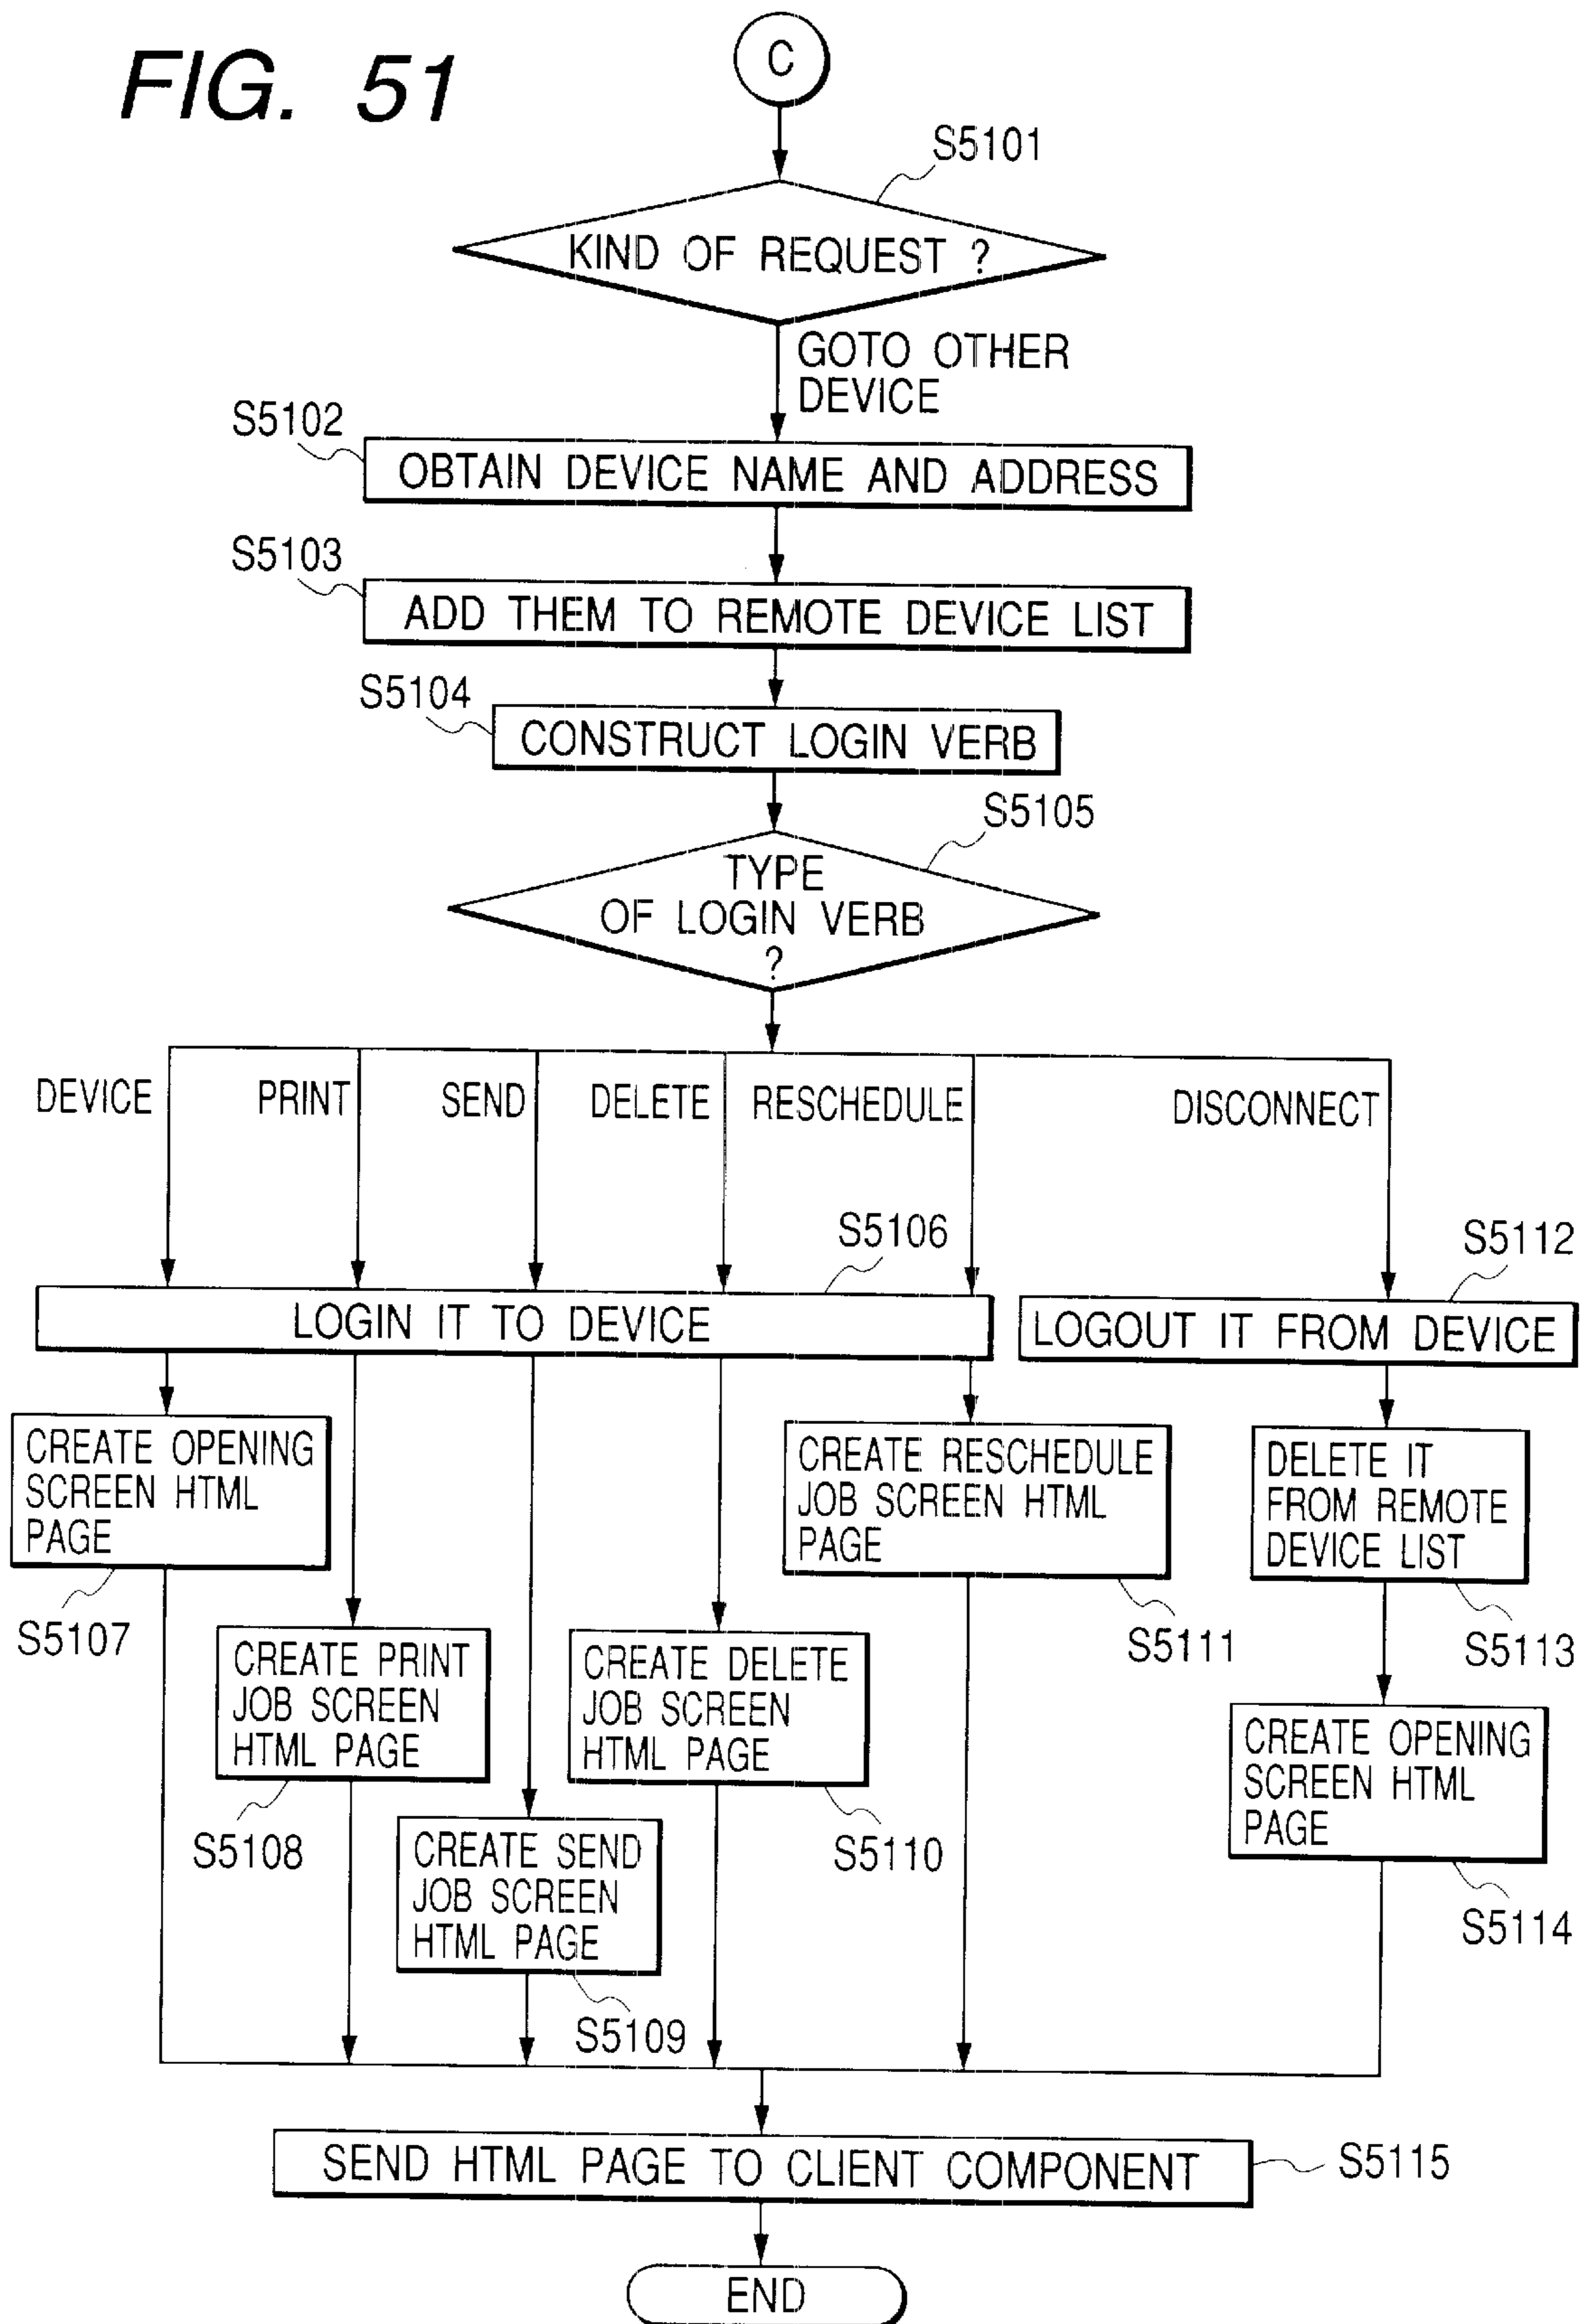 FIG. 51
C
S5101
KIND OF REQUEST ?
GOTO OTHER
DEVICE
S5102
OBTAIN DEVICE NAME AND ADDRESS
S5103
ADD THEM TO REMOTE DEVICE LIST
S5104
CONSTRUCT LOGIN VERB
S5105
TYPE
OF LOGIN VERB
?
DEVICE
PRINT
SEND
DELETE
RESCHEDULE
DISCONNECT
S5106
S5112
LOGIN IT TO DEVICE
LOGOUT IT FROM DEVICE
CREATE OPENING
SCREEN HTML
PAGE
S5107
CREATE RESCHEDULE
JOB SCREEN HTML
PAGE
S5111
DELETE IT
FROM REMOTE
DEVICE LIST
S5113
CREATE PRINT
JOB SCREEN
HTML PAGE
S5108
CREATE DELETE
JOB SCREEN
HTML PAGE
S5110
CREATE OPENING
SCREEN HTML
PAGE
S5114
CREATE SEND
JOB SCREEN
HTML PAGE
S5109
SEND HTML PAGE TO CLIENT COMPONENT
S5115
END